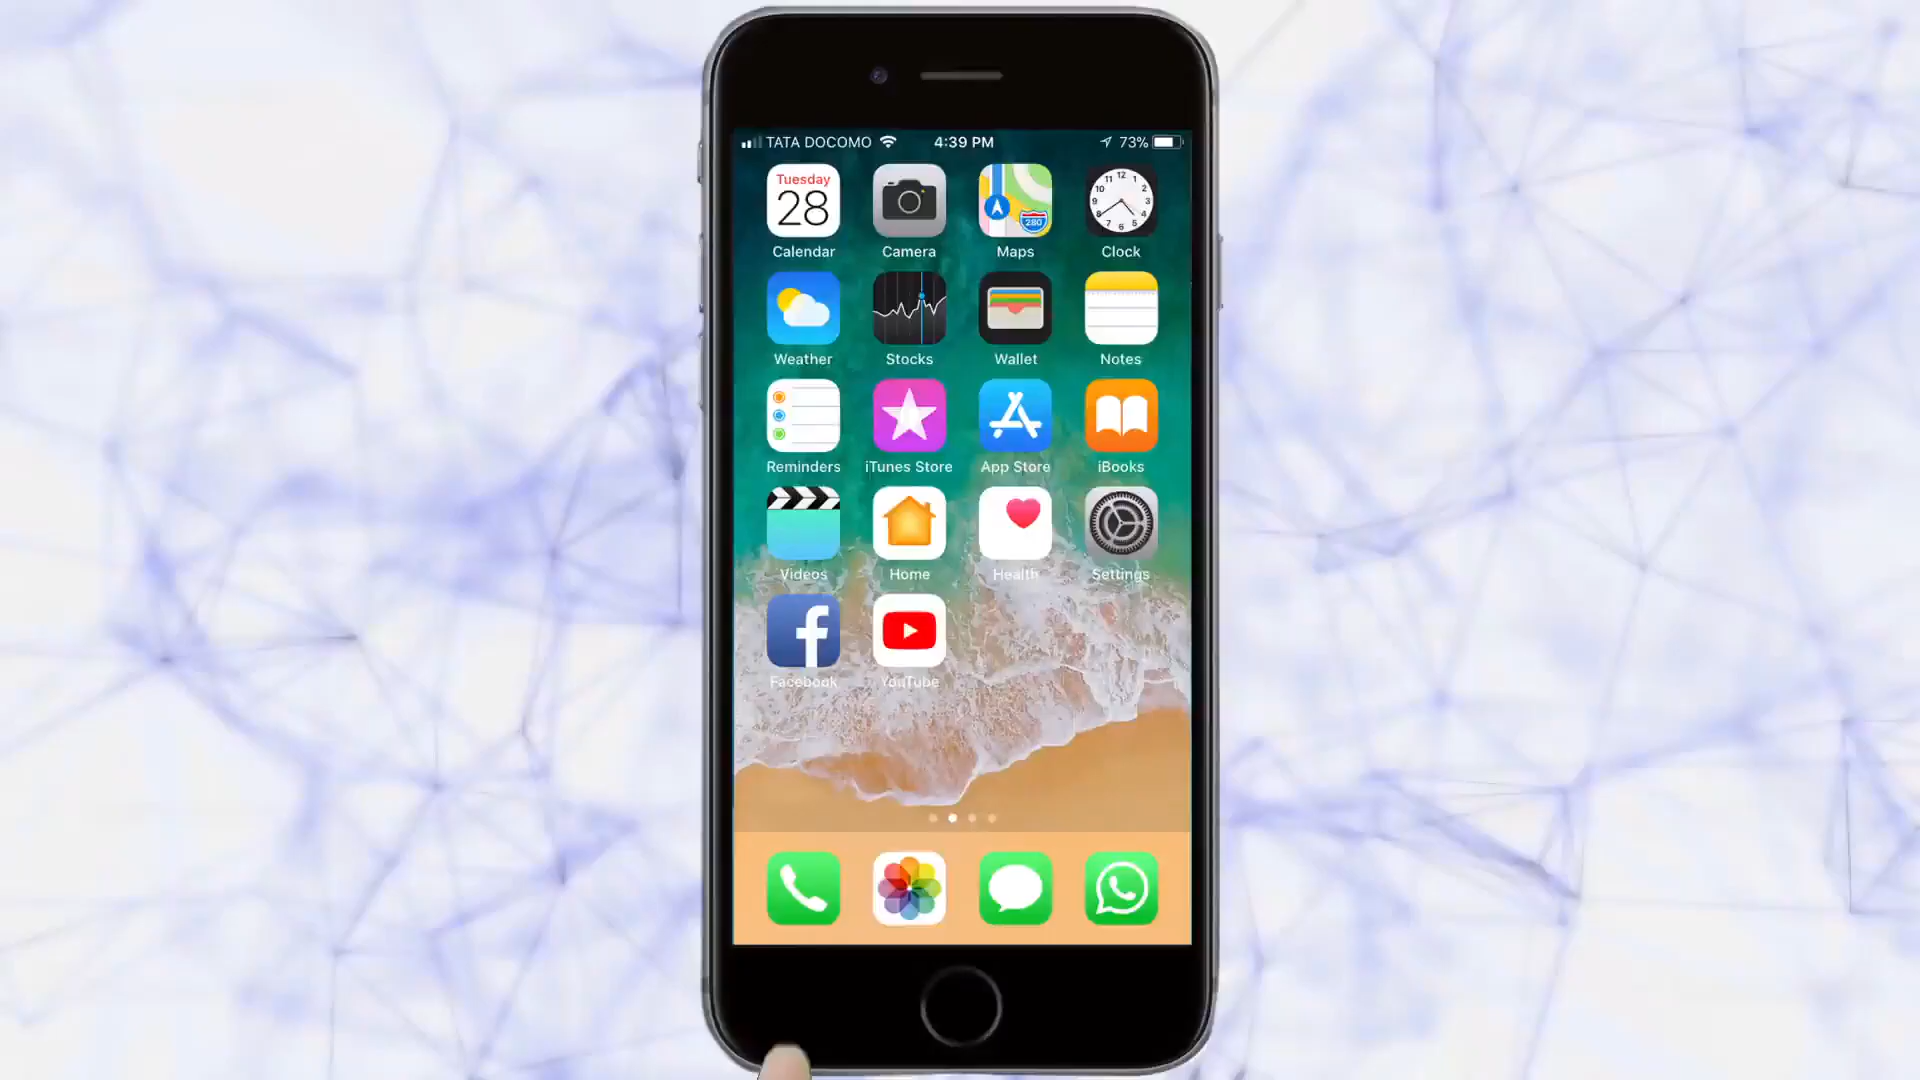 TATA DOCOMO 4:39 PM 73%
Tuesday
28
Calendar Camera Maps Clock
280
Weather Stocks Wallet Notes
Reminders iTunes Store App Store iBooks
Videos Home Health Settings
Facebook YouTube